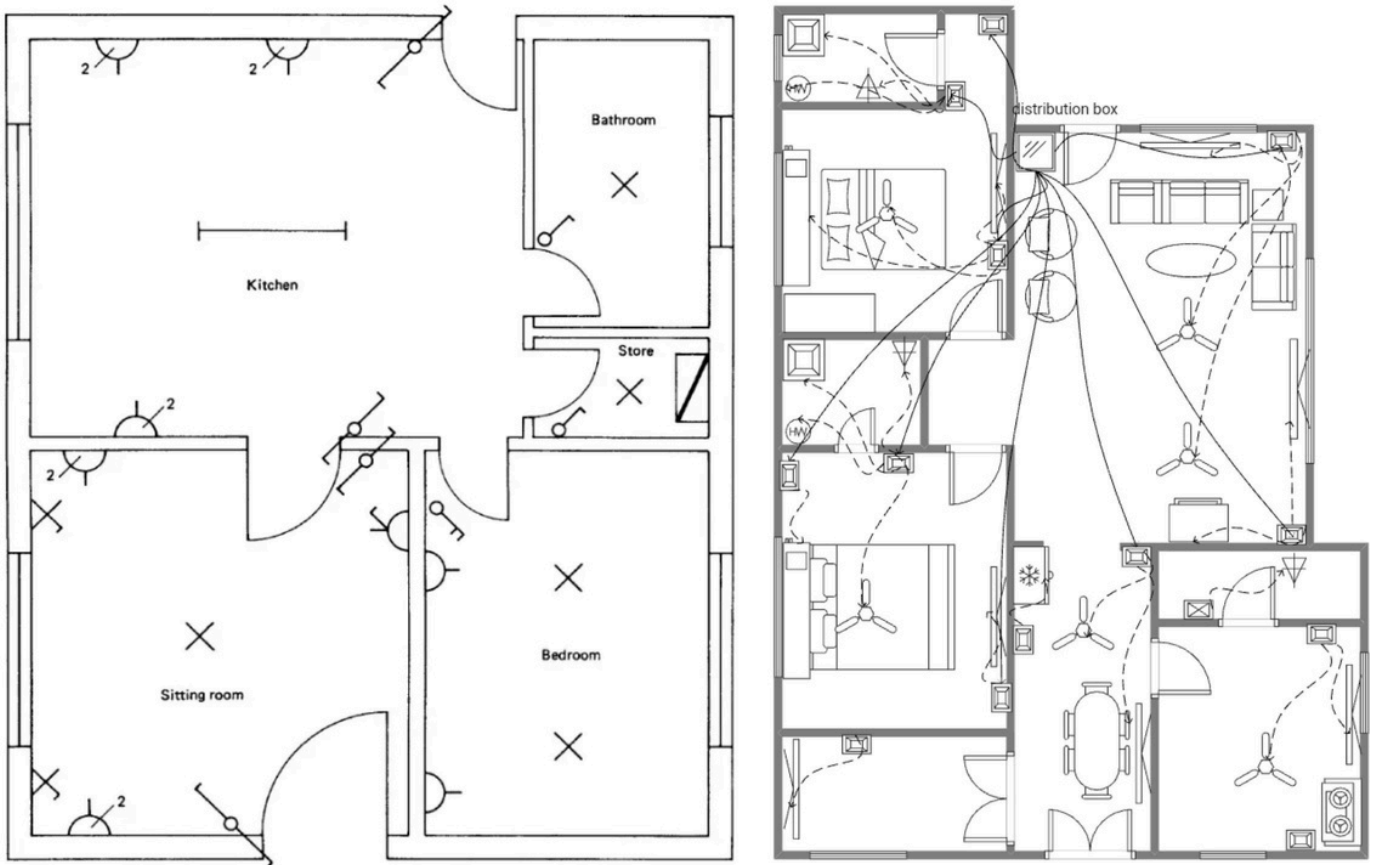 2
2
Bathroom
Kitchen
Store
2
2
Bedroom
Sitting room
2
distribution box
HW
HW